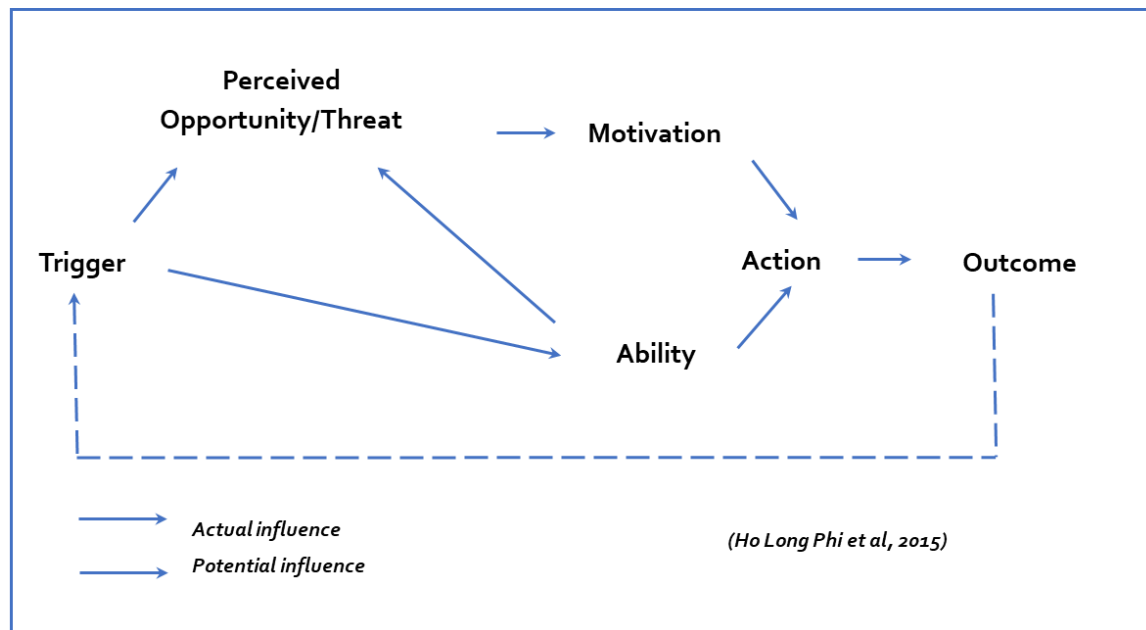 Perceived
Opportunity/Threat
Motivation
Trigger
Action
Outcome
Ability
Actual influence
Potential influence
(Ho Long Phi et al, 2015)